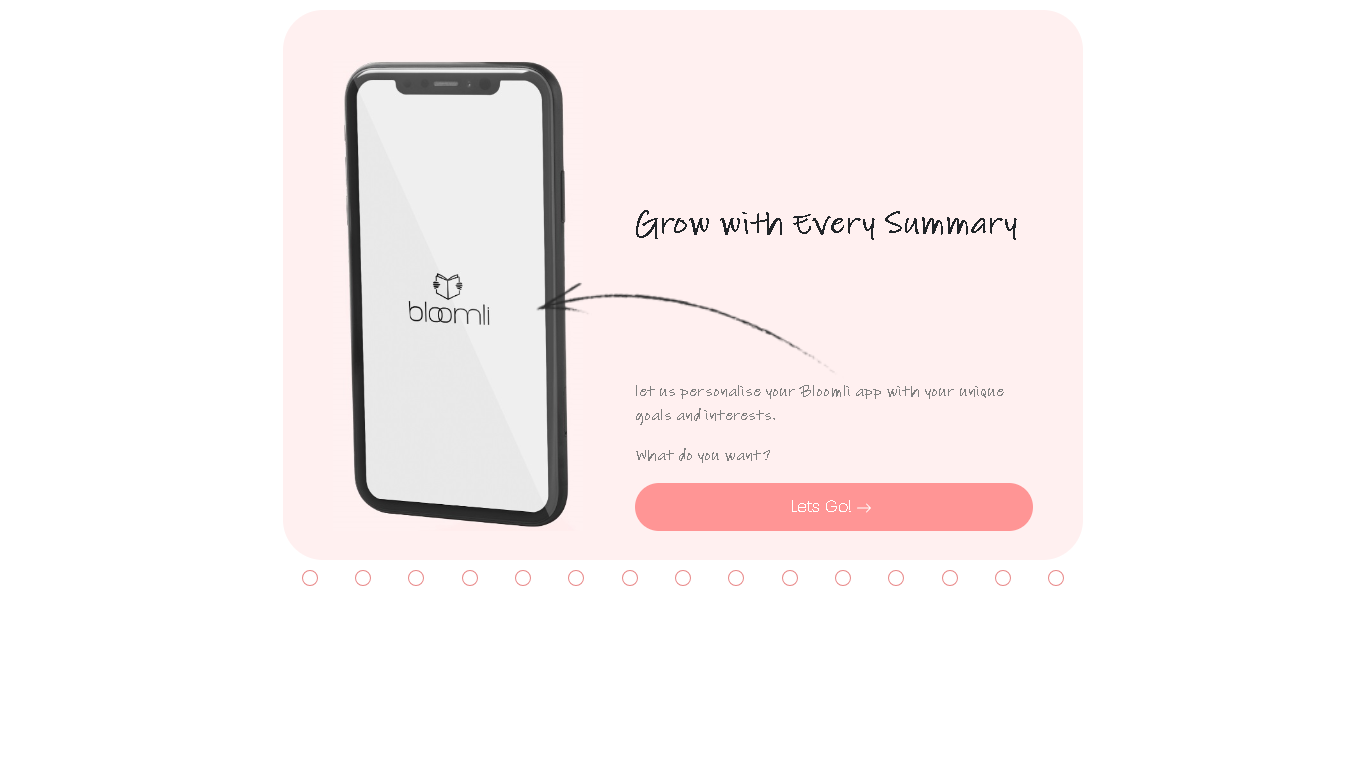 bloomli
Grow with Every Summary
let us personalise your Bloomli app with your unique
goals and interests.
What do you want?
Lets Go! →